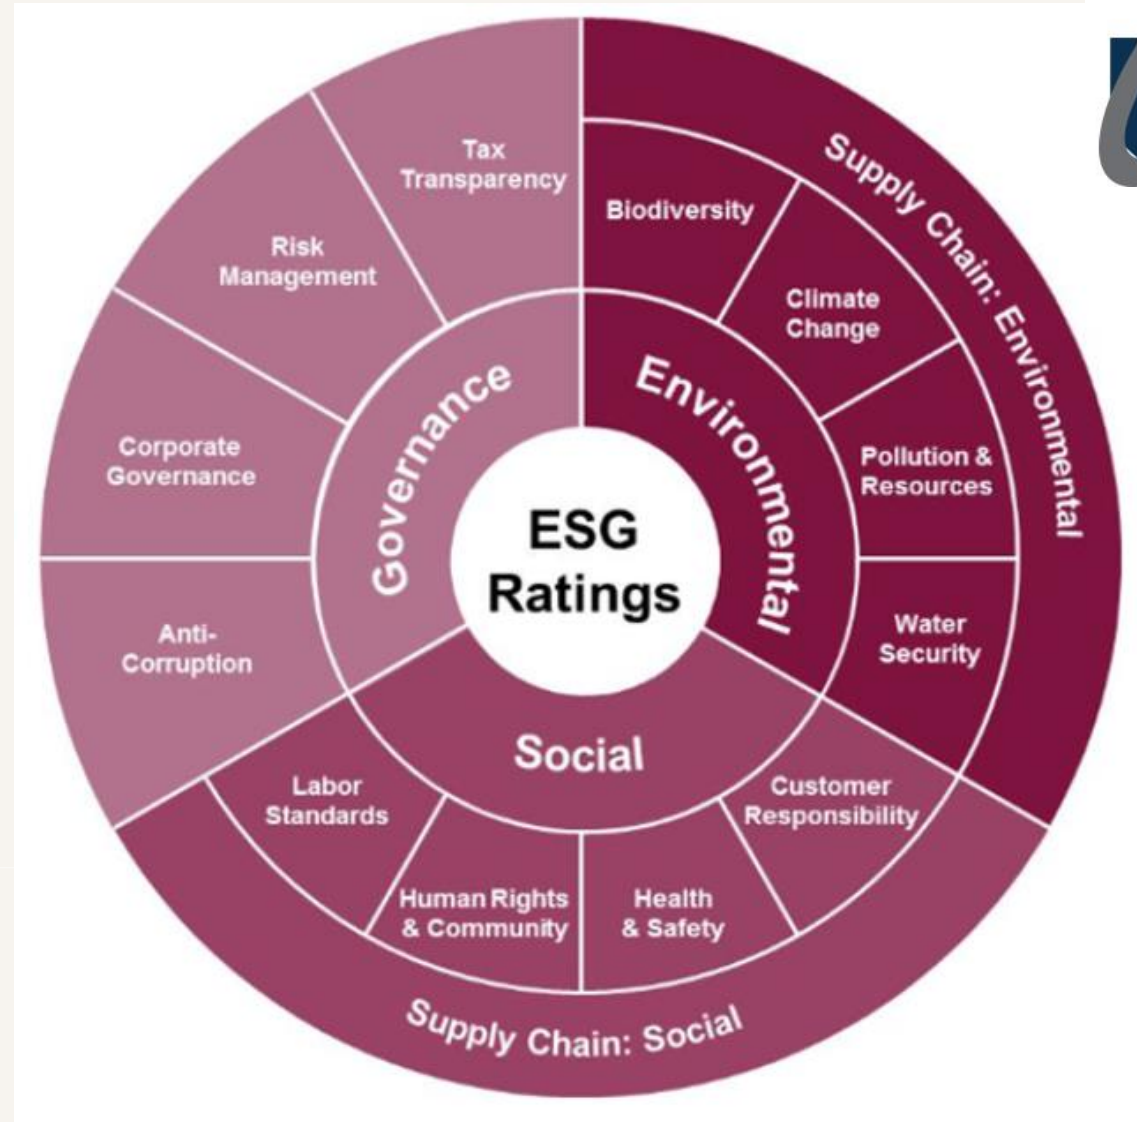 ESG
Ratings
Environmental
Biodiversity
Climate
Change
Pollution &
Resources
Water
Security
Supply Chain: Environmental
Social
Customer
Responsibility
Health
& Safety
Human Rights
& Community
Labor
Standards
Supply Chain: Social
Governance
Anti-
Corruption
Corporate
Governance
Risk
Management
Tax
Transparency